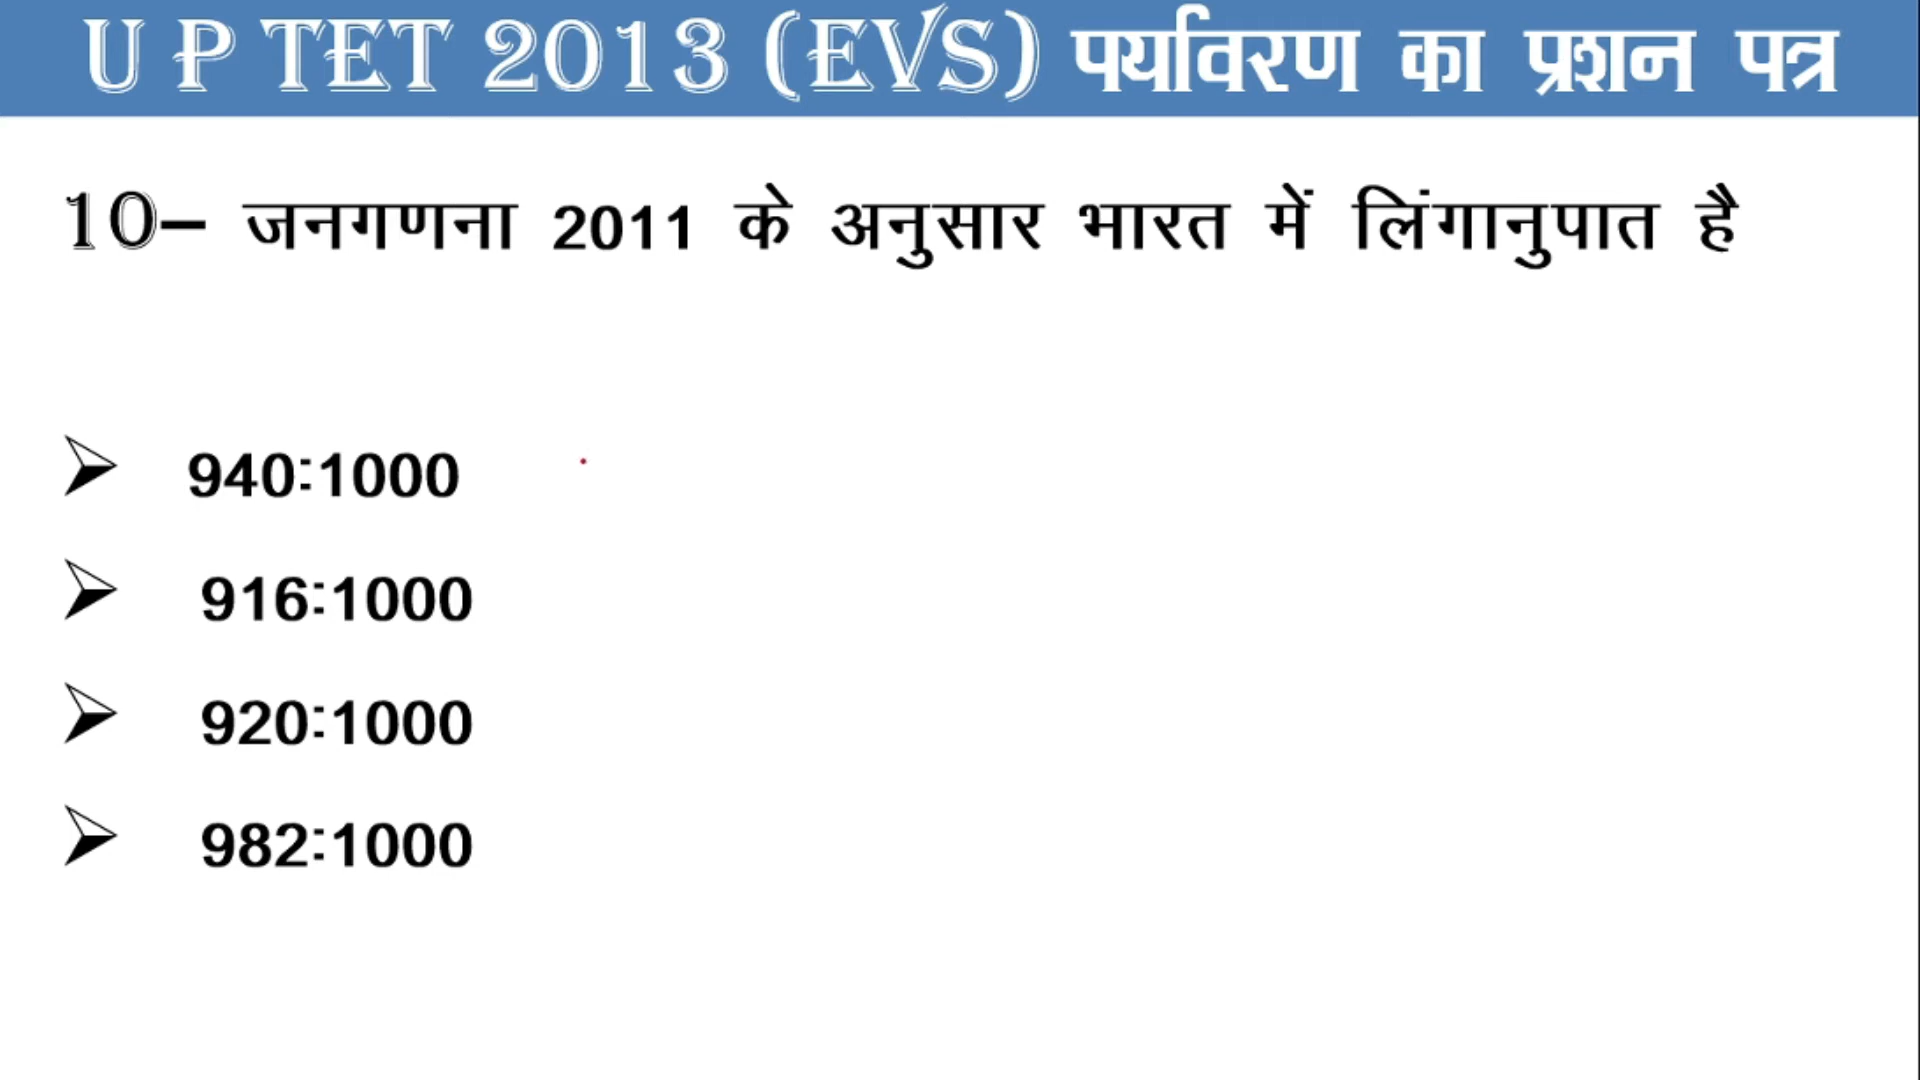 U P TET 2013 (EVS) पर्यावरण का प्रशन पत्र
10– जनगणना 2011 के अनुसार भारत में लिंगानुपात है
➢ 940:1000
➢ 916:1000
➢ 920:1000
➢ 982:1000